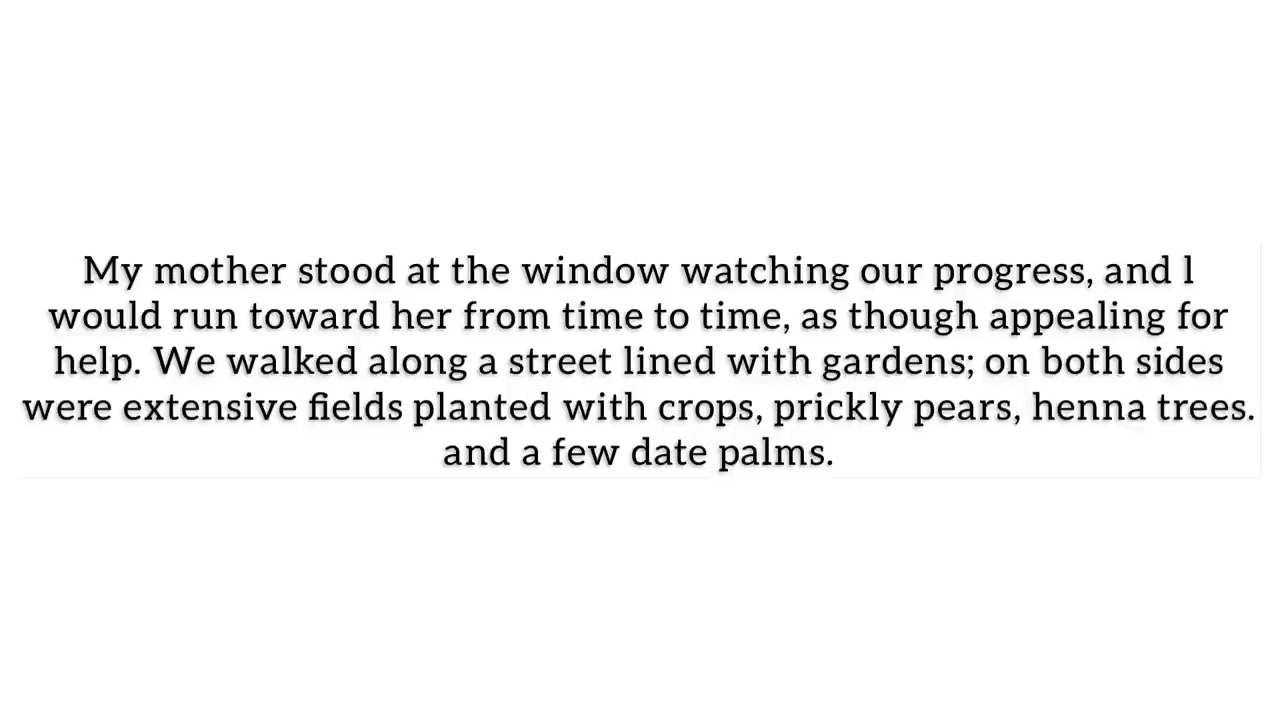 My mother stood at the window watching our progress, and l
would run toward her from time to time, as though appealing for
help. We walked along a street lined with gardens; on both sides
were extensive fields planted with crops, prickly pears, henna trees.
and a few date palms.